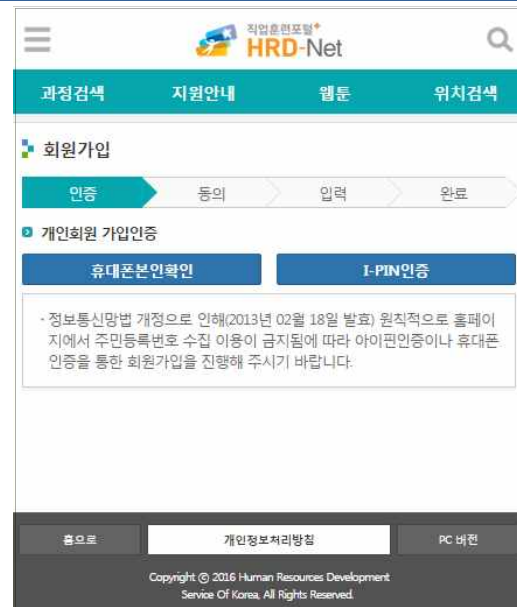 직업훈련포털
HRD-Net
과정검색 지원안내 웹툰 위치검색
회원가입
인증 동의 입력 완료
개인회원 가입인증
휴대폰본인확인 I-PIN인증
· 정보통신망법 개정으로 인해(2013년 02월 18일 발효) 원칙적으로 홈페이
지에서 주민등록번호 수집 이용이 금지됨에 따라 아이핀인증이나 휴대폰
인증을 통한 회원가입을 진행해 주시기 바랍니다.
홈으로 개인정보처리방침 PC 버전
Copyright ⓒ 2016 Human Resources Development
Service Of Korea, All Rights Reserved.